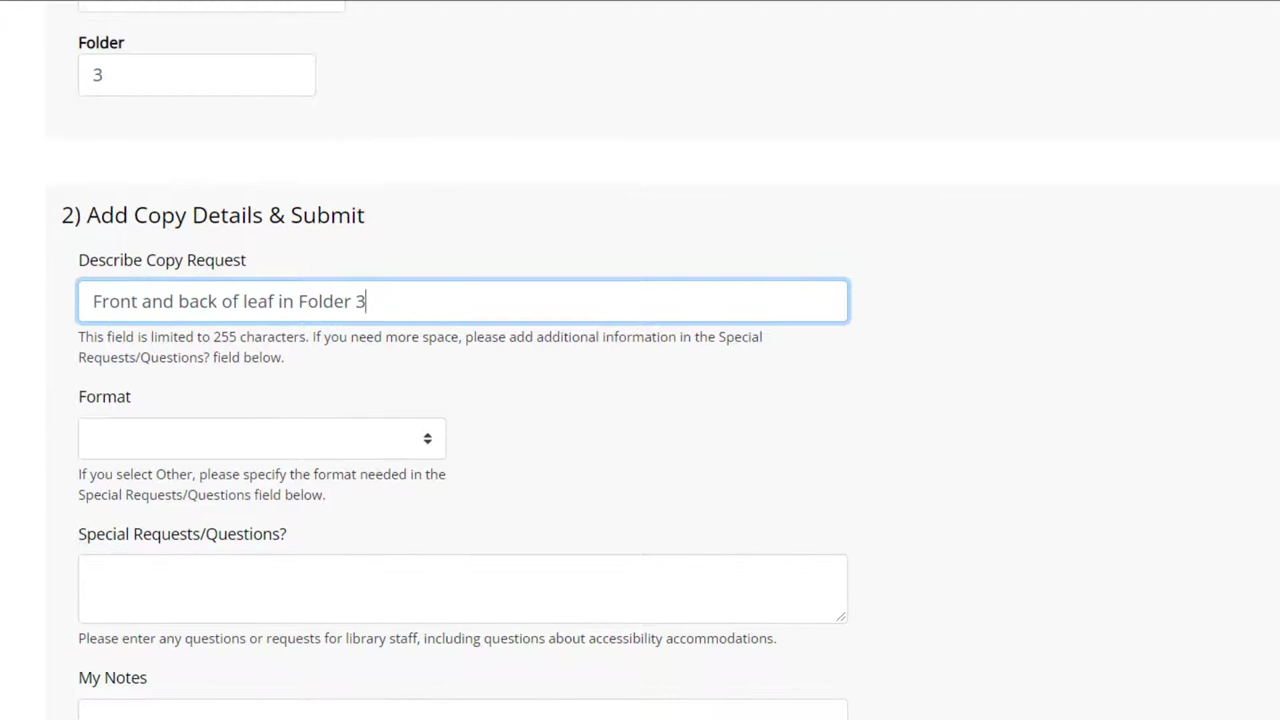 Folder
3
2) Add Copy Details & Submit
Describe Copy Request
Front and back of leaf in Folder 3
This field is limited to 255 characters. If you need more space, please add additional information in the Special
Requests/Questions? field below.
Format
If you select Other, please specify the format needed in the
Special Requests/Questions field below.
Special Requests/Questions?
Please enter any questions or requests for library staff, including questions about accessibility accommodations.
My Notes